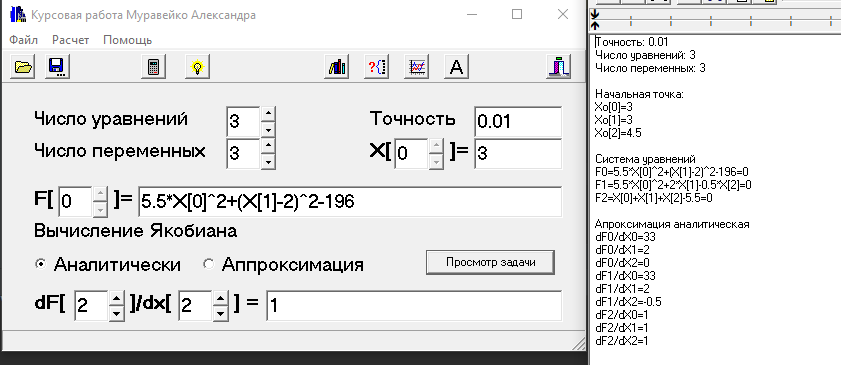 Курсовая работа Муравейко Александра
Файл Расчет Помощь
Число уравнений 3 Точность 0.01
Число переменных 3 X[ 0 ]= 3
F[ 0 ]= 5.5*X[0]^2+(X[1]-2)^2-196
Вычисление Якобиана
Аналитически Аппроксимация Просмотр задачи
dF[ 2 ]/dx[ 2 ] = 1
Точность: 0.01
Число уравнений: 3
Число переменных: 3
Начальная точка:
Xo[0]=3
Xo[1]=3
Xo[2]=4.5
Система уравнений
F0=5.5*X[0]^2+(X[1]-2)^2-196=0
F1=5.5*X[0]^2+2*X[1]-0.5*X[2]=0
F2=X[0]+X[1]+X[2]-5.5=0
Апроксимация аналитическая
dF0/dX0=33
dF0/dX1=2
dF0/dX2=0
dF1/dX0=33
dF1/dX1=2
dF1/dX2=-0.5
dF2/dX0=1
dF2/dX1=1
dF2/dX2=1